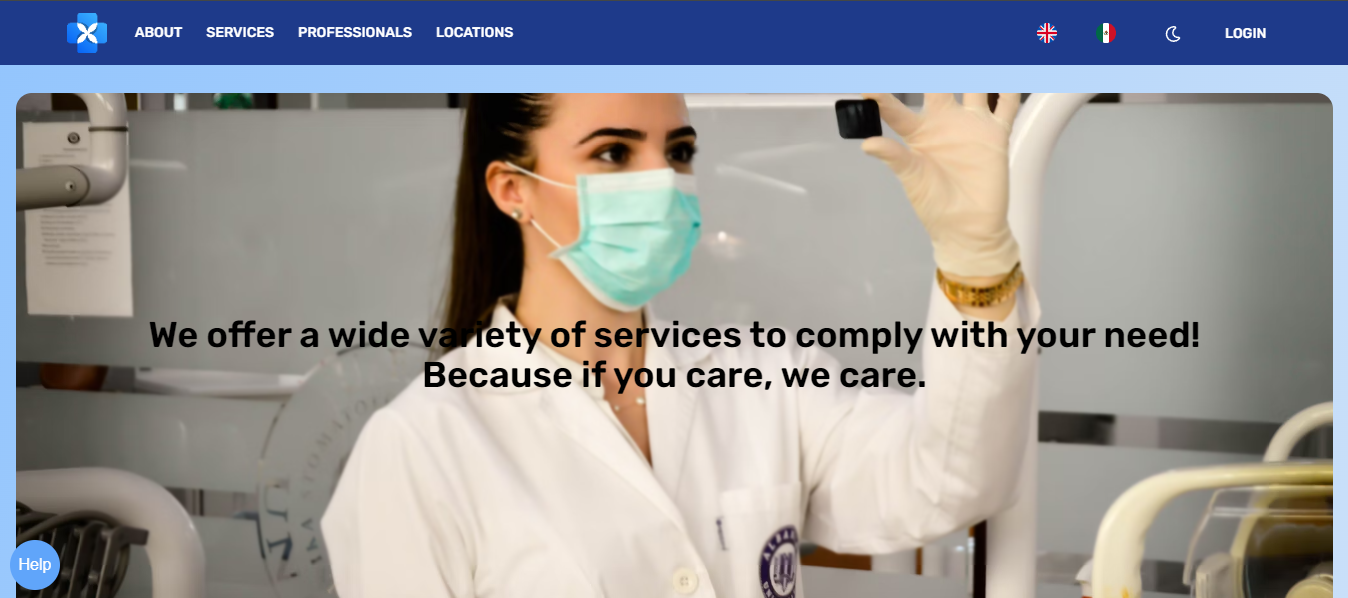 ABOUT
SERVICES
PROFESSIONALS
LOCATIONS
LOGIN
We offer a wide variety of services to comply with your need!
Because if you care, we care.
Help